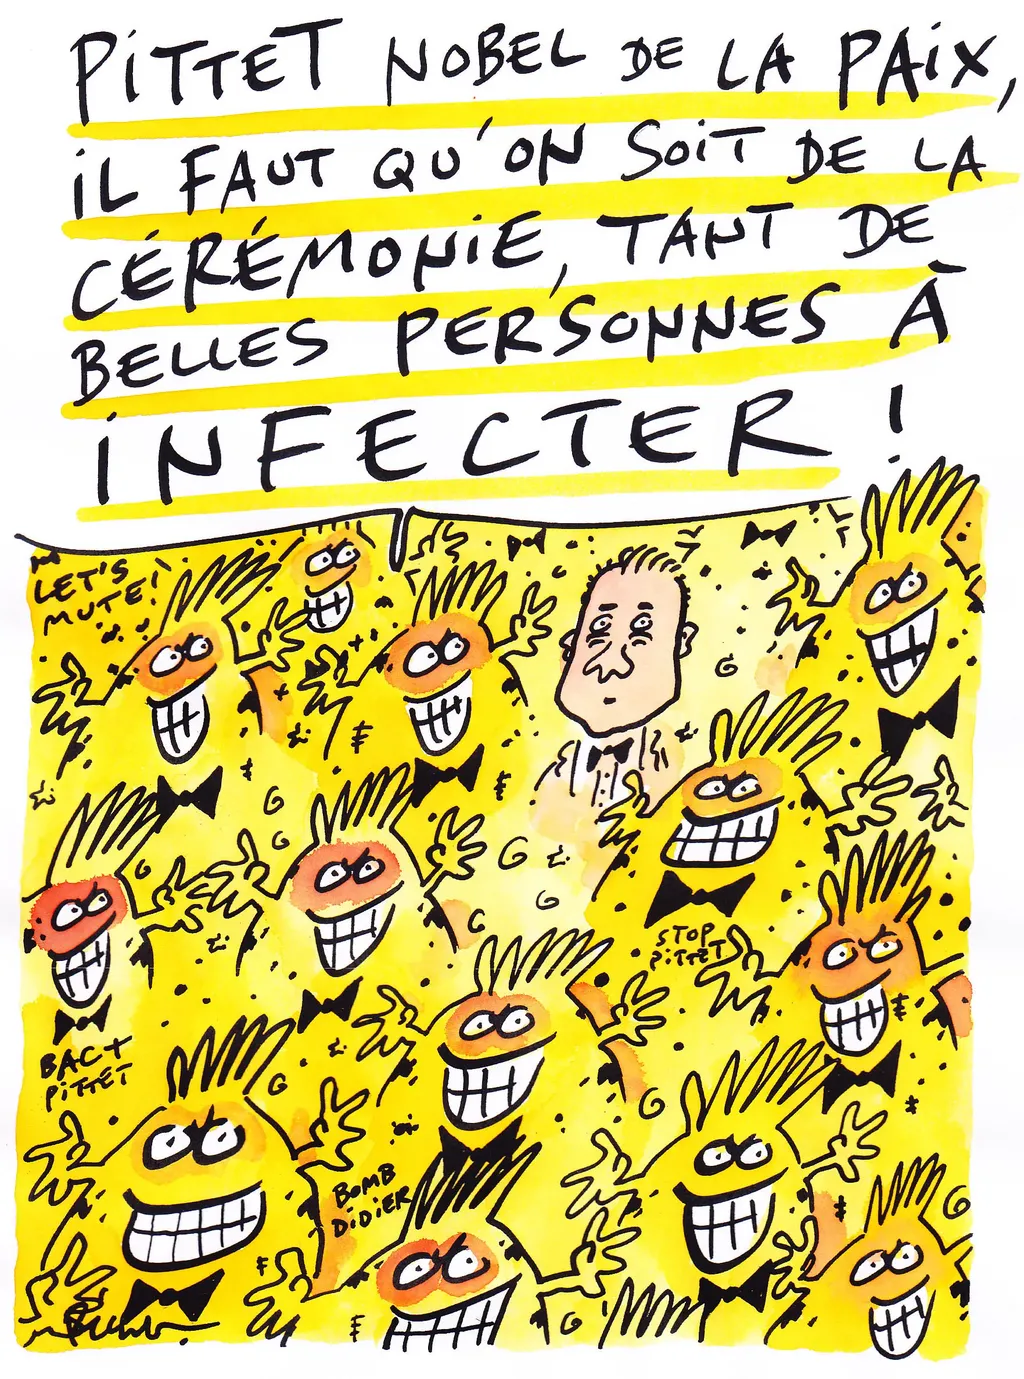 PiTTET NOBEL DE LA PAiX,
iL FAUT QU'ON SOiT DE LA
CÉRÉMONiE, TANT DE
BELLES PERSONNES À
iNFECTER !
LET'S
MUTE!
STOP
PiTTET
BACT
PiTTET
BOMB
DiDiER